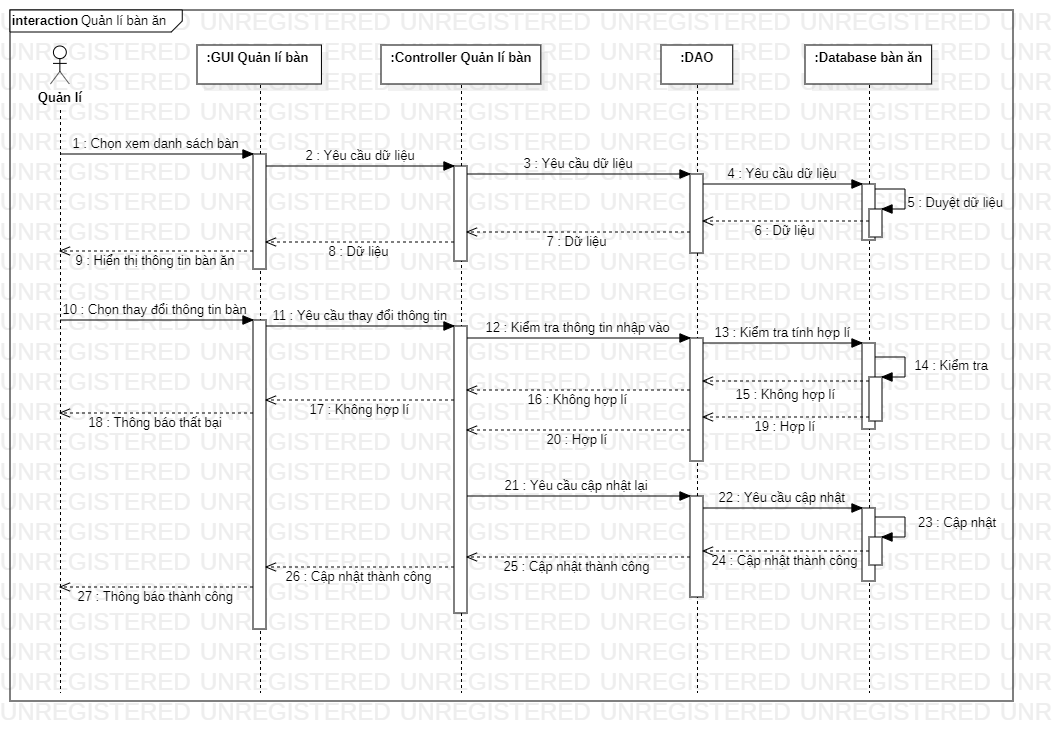 interaction Quản lí bàn ăn
:GUI Quản lí bàn
:Controller Quản lí bàn
:DAO
:Database bàn ăn
Quản lí
1 : Chọn xem danh sách bàn
2 : Yêu cầu dữ liệu
3 : Yêu cầu dữ liệu
4 : Yêu cầu dữ liệu
5 : Duyệt dữ liệu
6 : Dữ liệu
7 : Dữ liệu
8 : Dữ liệu
9 : Hiển thị thông tin bàn ăn
10 : Chọn thay đổi thông tin bàn
11 : Yêu cầu thay đổi thông tin
12 : Kiểm tra thông tin nhập vào
13 : Kiểm tra tính hợp lí
14 : Kiểm tra
15 : Không hợp lí
16 : Không hợp lí
17 : Không hợp lí
18 : Thông báo thất bại
19 : Hợp lí
20 : Hợp lí
21 : Yêu cầu cập nhật lại
22 : Yêu cầu cập nhật
23 : Cập nhật
24 : Cập nhật thành công
25 : Cập nhật thành công
26 : Cập nhật thành công
27 : Thông báo thành công
UNREGISTERED UNREGISTERED UNREGISTERED UNREGISTERED UNREGISTERED UNR